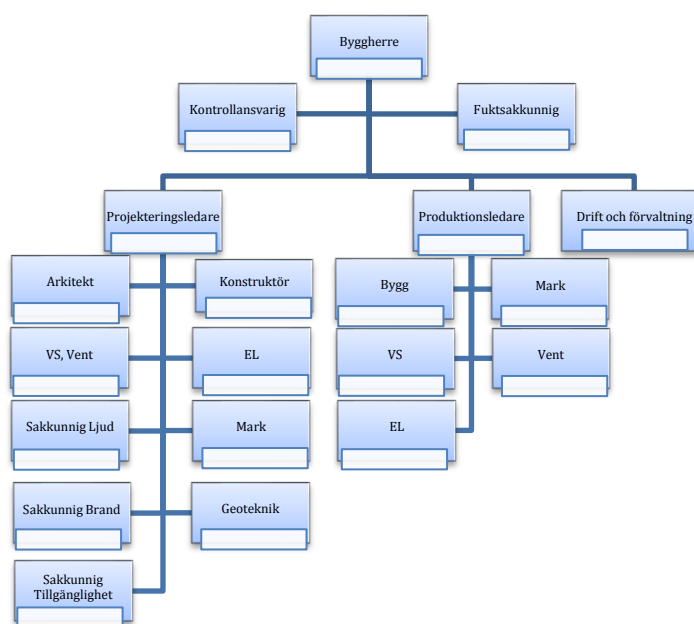 Byggherre
Kontrollansvarig
Fuktsakkunnig
Projekteringsledare
Produktionsledare
Drift och förvaltning
Arkitekt
Konstruktör
Bygg
Mark
VS, Vent
EL
VS
Vent
Sakkunnig Ljud
Mark
EL
Sakkunnig Brand
Geoteknik
Sakkunnig
Tillgänglighet